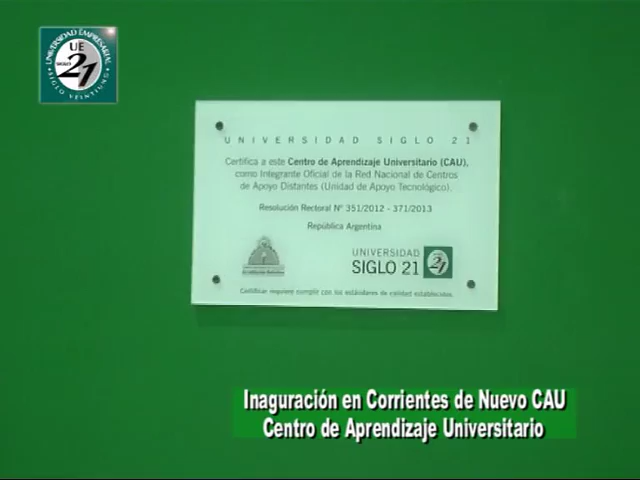 UNIVERSIDAD EMPRESARIAL
UE
SIGLO 21
SIGLO VEINTIUNO
UNIVERSIDAD SIGLO 21
Certifica a este Centro de Aprendizaje Universitario (CAU),
como Integrante Oficial de la Red Nacional de Centros
de Apoyo Distantes (Unidad de Apoyo Tecnológico).
Resolución Rectoral Nº 351/2012 - 371/2013
República Argentina
UNIVERSIDAD
SIGLO 21
21
Certificar requiere cumplir con los estándares de calidad establecidos.
Inaguración en Corrientes de Nuevo CAU
Centro de Aprendizaje Universitario